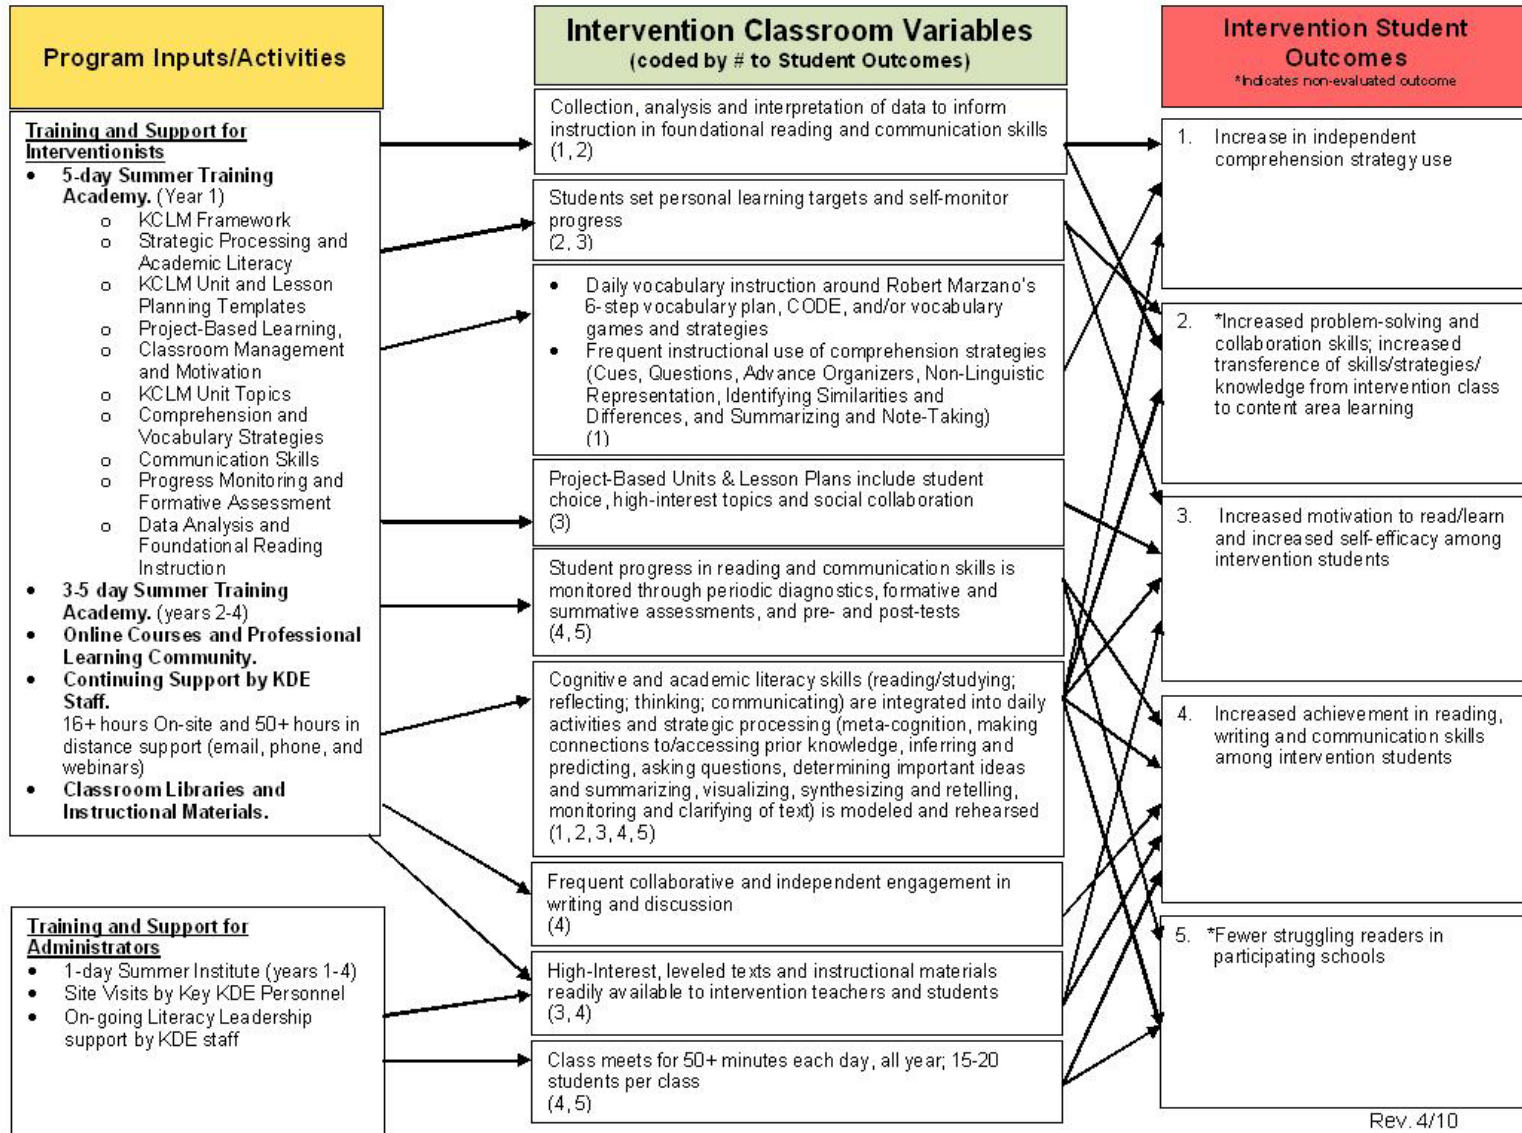 Program Inputs/Activities
Training and Support for
Interventionists
• 5-day Summer Training
Academy. (Year 1)
o KCLM Framework
o Strategic Processing and
Academic Literacy
o KCLM Unit and Lesson
Planning Templates
o Project-Based Learning,
o Classroom Management
and Motivation
o KCLM Unit Topics
o Comprehension and
Vocabulary Strategies
o Communication Skills
o Progress Monitoring and
Formative Assessment
o Data Analysis and
Foundational Reading
Instruction
• 3-5 day Summer Training
Academy. (years 2-4)
• Online Courses and Professional
Learning Community.
• Continuing Support by KDE
Staff.
16+ hours On-site and 50+ hours in
distance support (email, phone, and
webinars)
• Classroom Libraries and
Instructional Materials.
Training and Support for
Administrators
• 1-day Summer Institute (years 1-4)
• Site Visits by Key KDE Personnel
• On-going Literacy Leadership
support by KDE staff
Intervention Classroom Variables
(coded by # to Student Outcomes)
Collection, analysis and interpretation of data to inform
instruction in foundational reading and communication skills
(1, 2)
Students set personal learning targets and self-monitor
progress
(2, 3)
• Daily vocabulary instruction around Robert Marzano's
6-step vocabulary plan, CODE, and/or vocabulary
games and strategies
• Frequent instructional use of comprehension strategies
(Cues, Questions, Advance Organizers, Non-Linguistic
Representation, Identifying Similarities and
Differences, and Summarizing and Note-Taking)
(1)
Project-Based Units & Lesson Plans include student
choice, high-interest topics and social collaboration
(3)
Student progress in reading and communication skills is
monitored through periodic diagnostics, formative and
summative assessments, and pre- and post-tests
(4, 5)
Cognitive and academic literacy skills (reading/studying;
reflecting; thinking; communicating) are integrated into daily
activities and strategic processing (meta-cognition, making
connections to/accessing prior knowledge, inferring and
predicting, asking questions, determining important ideas
and summarizing, visualizing, synthesizing and retelling,
monitoring and clarifying of text) is modeled and rehearsed
(1, 2, 3, 4, 5)
Frequent collaborative and independent engagement in
writing and discussion
(4)
High-Interest, leveled texts and instructional materials
readily available to intervention teachers and students
(3, 4)
Class meets for 50+ minutes each day, all year; 15-20
students per class
(4, 5)
Intervention Student
Outcomes
*Indicates non-evaluated outcome
1. Increase in independent
comprehension strategy use
2. *Increased problem-solving and
collaboration skills; increased
transference of skills/strategies/
knowledge from intervention class
to content area learning
3. Increased motivation to read/learn
and increased self-efficacy among
intervention students
4. Increased achievement in reading,
writing and communication skills
among intervention students
5. *Fewer struggling readers in
participating schools
Rev. 4/10